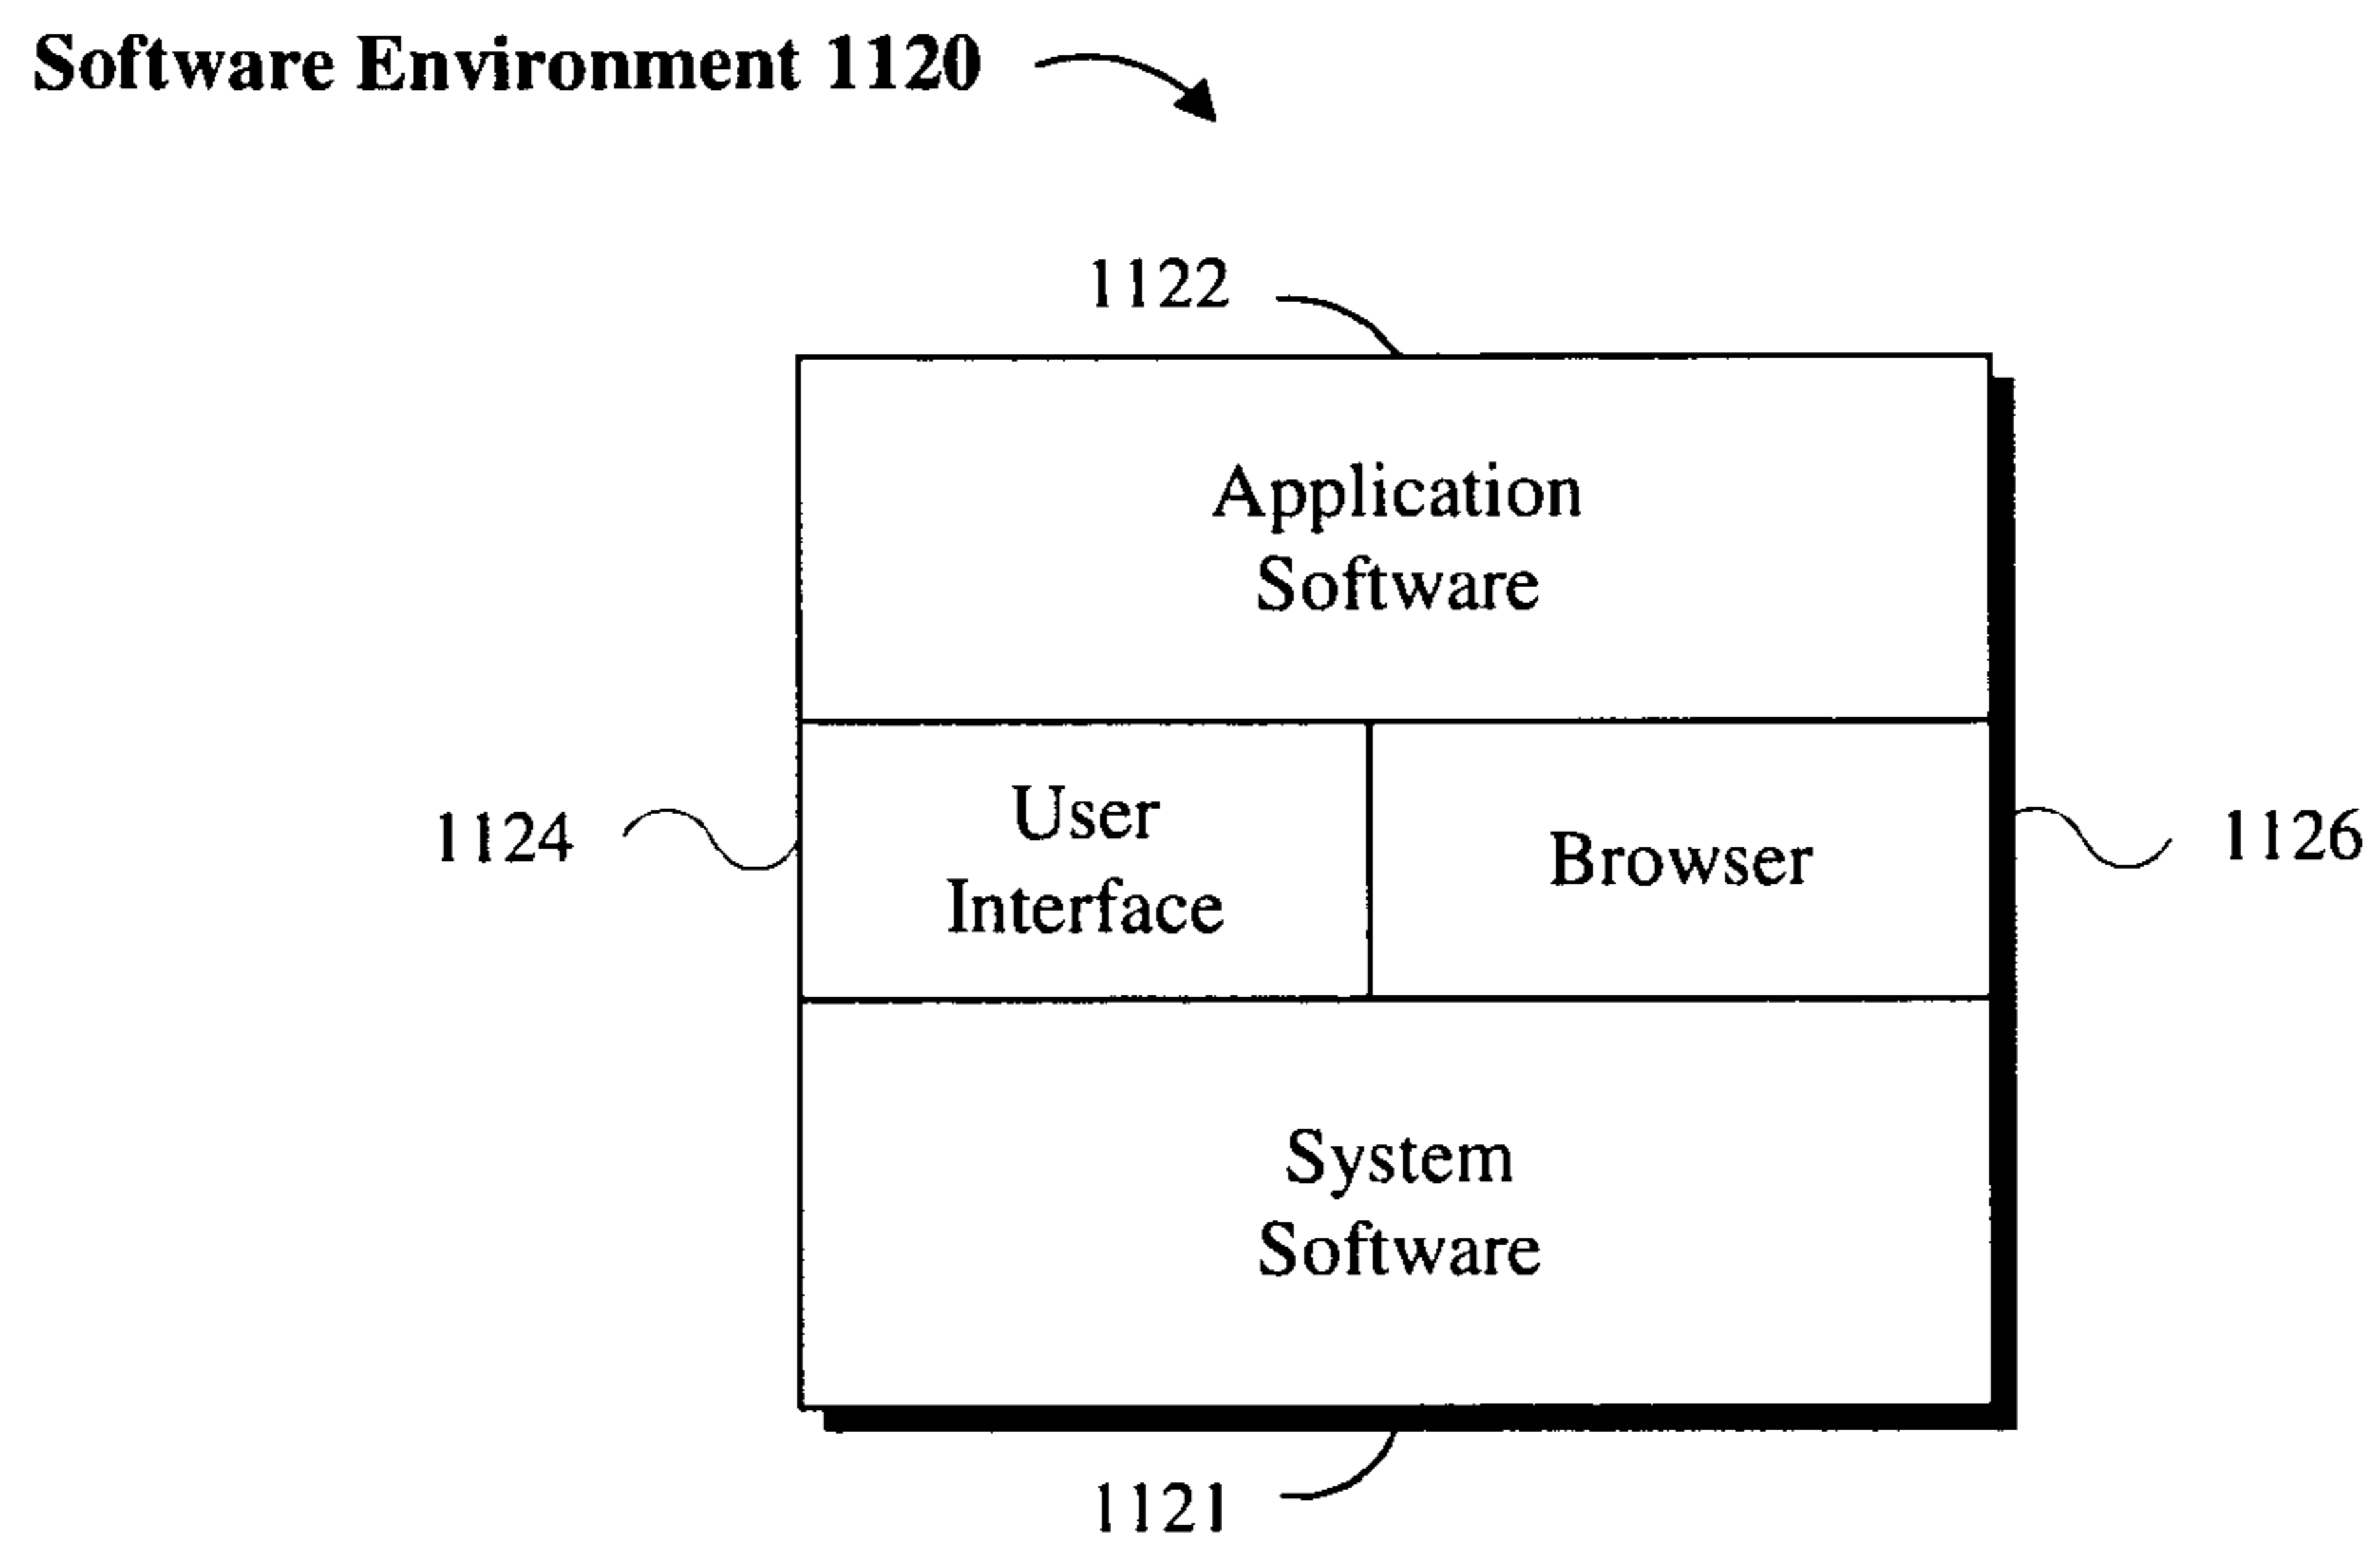 Software Environment 1120
1122
Application
Software
1124
User
Interface
Browser
1126
System
Software
1121